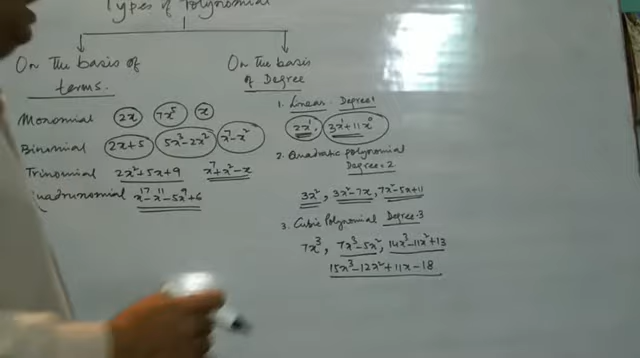 Types of Polynomial
On the basis of terms.
Monomial 2x 7x⁵ x
Binomial 2x+5 5x³-2x² x⁷-x²
Trinomial 2x²+5x+9 x⁷+x²-x
Quadrunomial x¹⁷-x¹¹-5x⁹+6
On the basis of Degree
1. Linear. Degree 1
2x¹. 3x¹+11x⁰
2. Quadratic polynomial
Degree=2
3x², 3x²-7x, 7x²-5x+11
3. Cubic Polynomial Degree.3
7x³, 7x³-5x², 14x³-11x²+13
15x³-12x²+11x-18